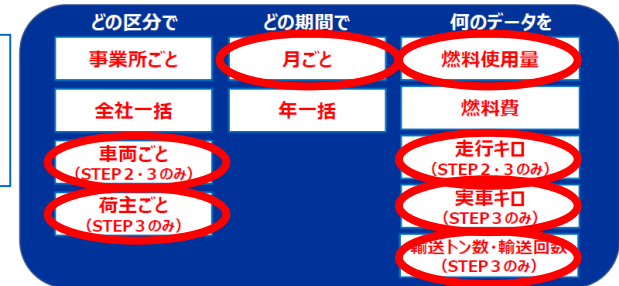 どの区分で
事業所ごと
全社一括
車両ごと
(STEP2・3のみ)
荷主ごと
(STEP3のみ)
どの期間で
月ごと
年一括
何のデータを
燃料使用量
燃料費
走行キロ
(STEP2・3のみ)
実車キロ
(STEP3のみ)
輸送トン数・輸送回数
(STEP3のみ)